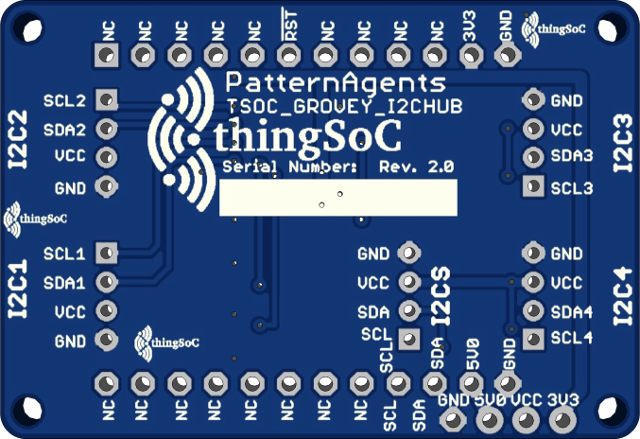 NC NC NC NC NC RST NC NC NC NC 3V3 GND
thingSoC
PatternAgents
TSOC_GROVEY_I2CHUB
thingSoC
Serial Number: Rev. 2.0
I2C2
SCL2
SDA2
VCC
GND
I2C3
GND
VCC
SDA3
SCL3
thingSoC
I2C1
SCL1
SDA1
VCC
GND
thingSoC
I2CS
GND
VCC
SDA
SCL
I2C4
GND
VCC
SDA4
SCL4
NC NC NC NC NC NC NC NC SCL SDA 5V0 GND
SCL SDA
GND 5V0 VCC 3V3